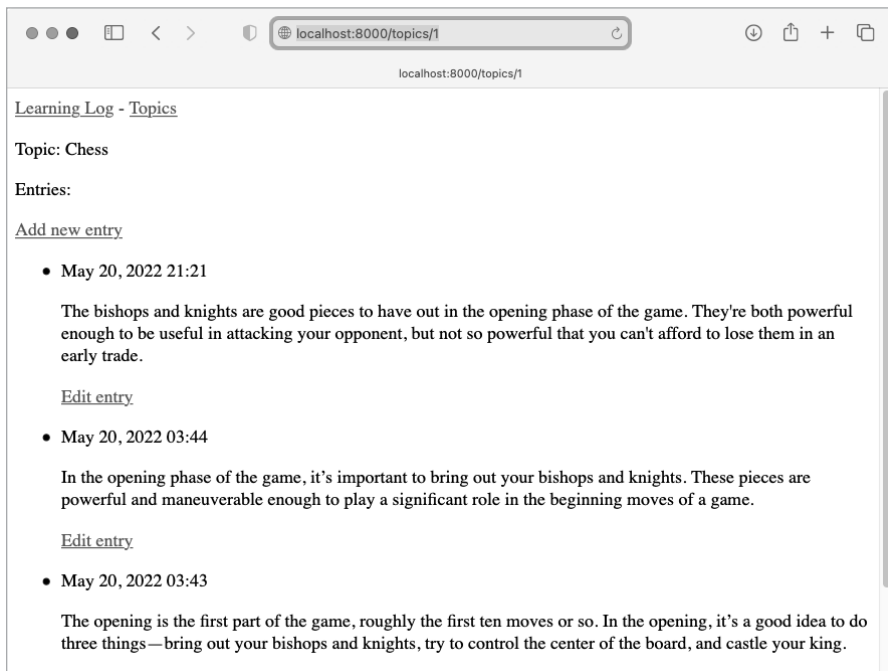 localhost:8000/topics/1
localhost:8000/topics/1
Learning Log - Topics
Topic: Chess
Entries:
Add new entry
• May 20, 2022 21:21
The bishops and knights are good pieces to have out in the opening phase of the game. They're both powerful
enough to be useful in attacking your opponent, but not so powerful that you can't afford to lose them in an
early trade.
Edit entry
• May 20, 2022 03:44
In the opening phase of the game, it’s important to bring out your bishops and knights. These pieces are
powerful and maneuverable enough to play a significant role in the beginning moves of a game.
Edit entry
• May 20, 2022 03:43
The opening is the first part of the game, roughly the first ten moves or so. In the opening, it’s a good idea to do
three things—bring out your bishops and knights, try to control the center of the board, and castle your king.